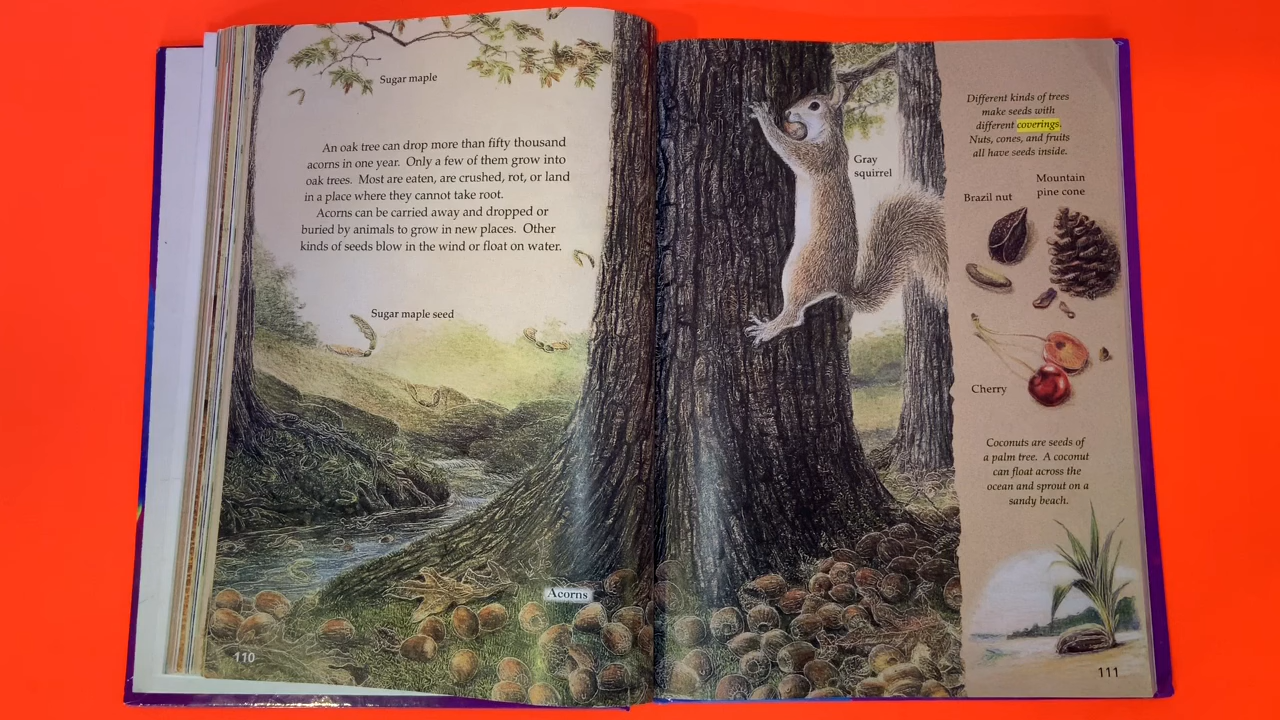 Sugar maple
An oak tree can drop more than fifty thousand
acorns in one year. Only a few of them grow into
oak trees. Most are eaten, are crushed, rot, or land
in a place where they cannot take root.
Acorns can be carried away and dropped or
buried by animals to grow in new places. Other
kinds of seeds blow in the wind or float on water.
Sugar maple seed
Acorns
110
Gray
squirrel
Different kinds of trees
make seeds with
different coverings.
Nuts, cones, and fruits
all have seeds inside.
Brazil nut
Mountain
pine cone
Cherry
Coconuts are seeds of
a palm tree. A coconut
can float across the
ocean and sprout on a
sandy beach.
111